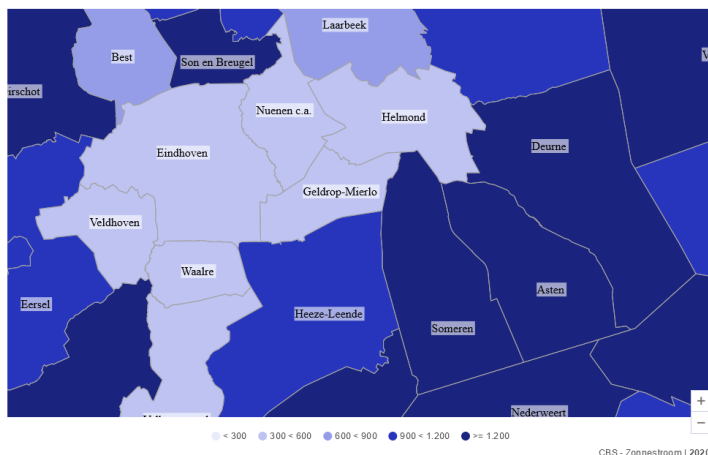 Laarbeek
Best
Son en Breugel
Nuenen c.a.
Helmond
Deurne
Eindhoven
Geldrop-Mierlo
Veldhoven
Waalre
Asten
Eersel
Heeze-Leende
Someren
Nederweert
+
−
< 300 300 < 600 600 < 900 900 < 1.200 >= 1.200
CBS - Zonnestroom | 2020